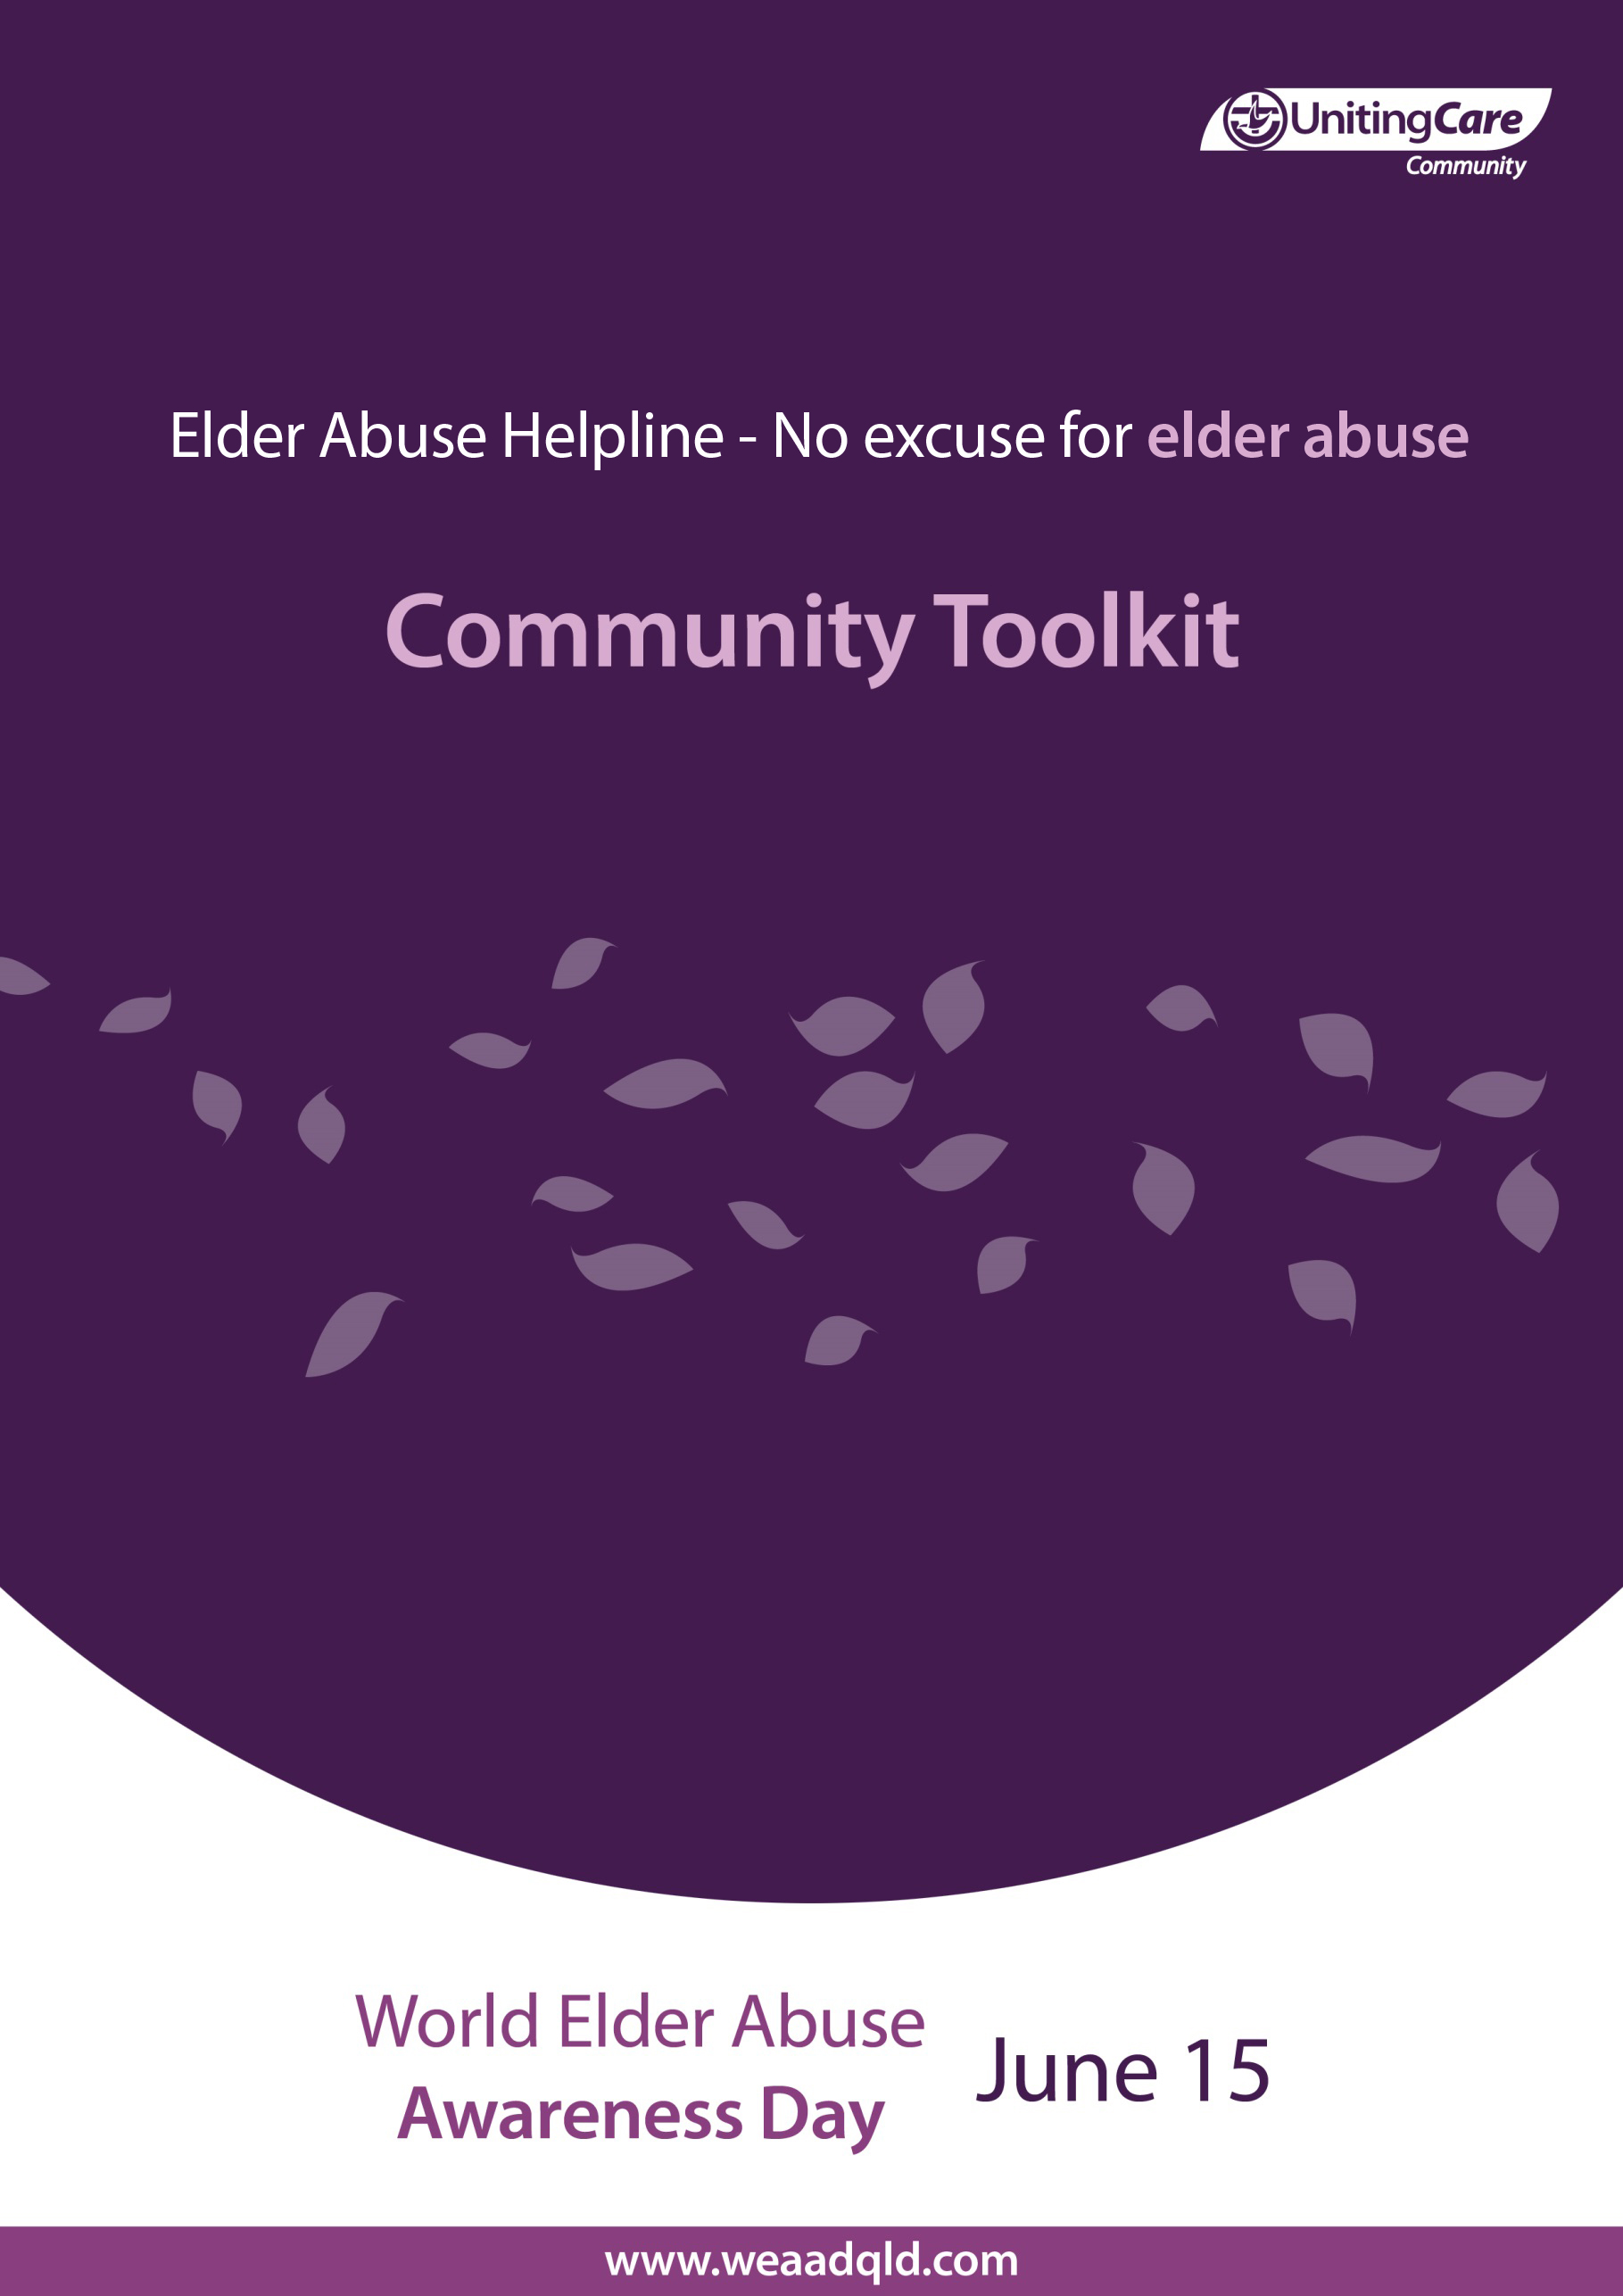 UnitingCare
Community
Elder Abuse Helpline - No excuse for elder abuse
Community Toolkit
World Elder Abuse
Awareness Day
June 15
www.weaadqld.com